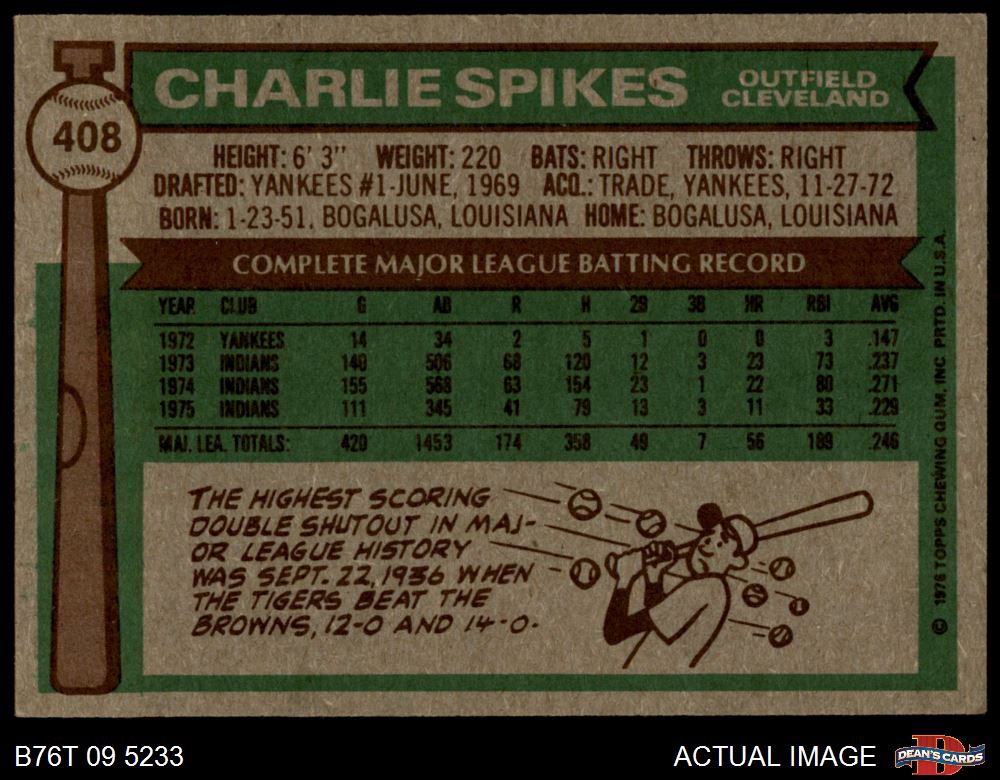 CHARLIE SPIKES
OUTFIELD
CLEVELAND
408
HEIGHT: 6' 3" WEIGHT: 220 BATS: RIGHT THROWS: RIGHT
DRAFTED: YANKEES #1-JUNE, 1969 ACQ.: TRADE, YANKEES, 11-27-72
BORN: 1-23-51, BOGALUSA, LOUISIANA HOME: BOGALUSA, LOUISIANA
COMPLETE MAJOR LEAGUE BATTING RECORD
YEAR CLUB G AB R H 2B 3B HR RBI AVG
1972 YANKEES 14 34 2 5 1 0 0 3 .147
1973 INDIANS 140 506 68 120 12 3 23 73 .237
1974 INDIANS 155 568 63 154 23 1 22 80 .271
1975 INDIANS 111 345 41 79 13 3 11 33 .229
MAJ. LEA. TOTALS: 420 1453 174 358 49 7 56 189 .246
THE HIGHEST SCORING
DOUBLE SHUTOUT IN MAJ-
OR LEAGUE HISTORY
WAS SEPT. 22, 1936 WHEN
THE TIGERS BEAT THE
BROWNS, 12-0 AND 14-0.
© 1976 TOPPS CHEWING GUM, INC PRTD. IN U.S.A.
B76T 09 5233
ACTUAL IMAGE
DEAN'S CARDS